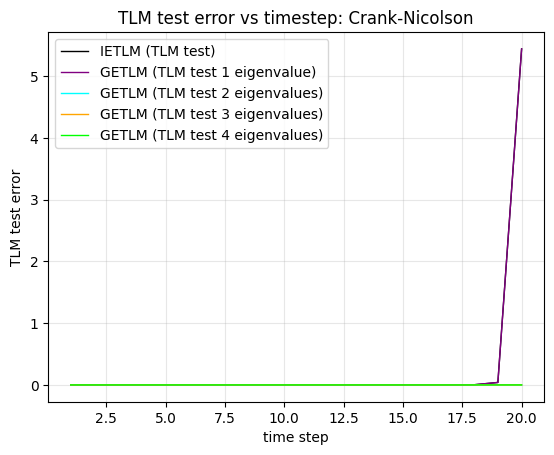 TLM test error vs timestep: Crank-Nicolson
IETLM (TLM test)
GETLM (TLM test 1 eigenvalue)
GETLM (TLM test 2 eigenvalues)
GETLM (TLM test 3 eigenvalues)
GETLM (TLM test 4 eigenvalues)
TLM test error
5
4
3
2
1
0
2.5 5.0 7.5 10.0 12.5 15.0 17.5 20.0
time step